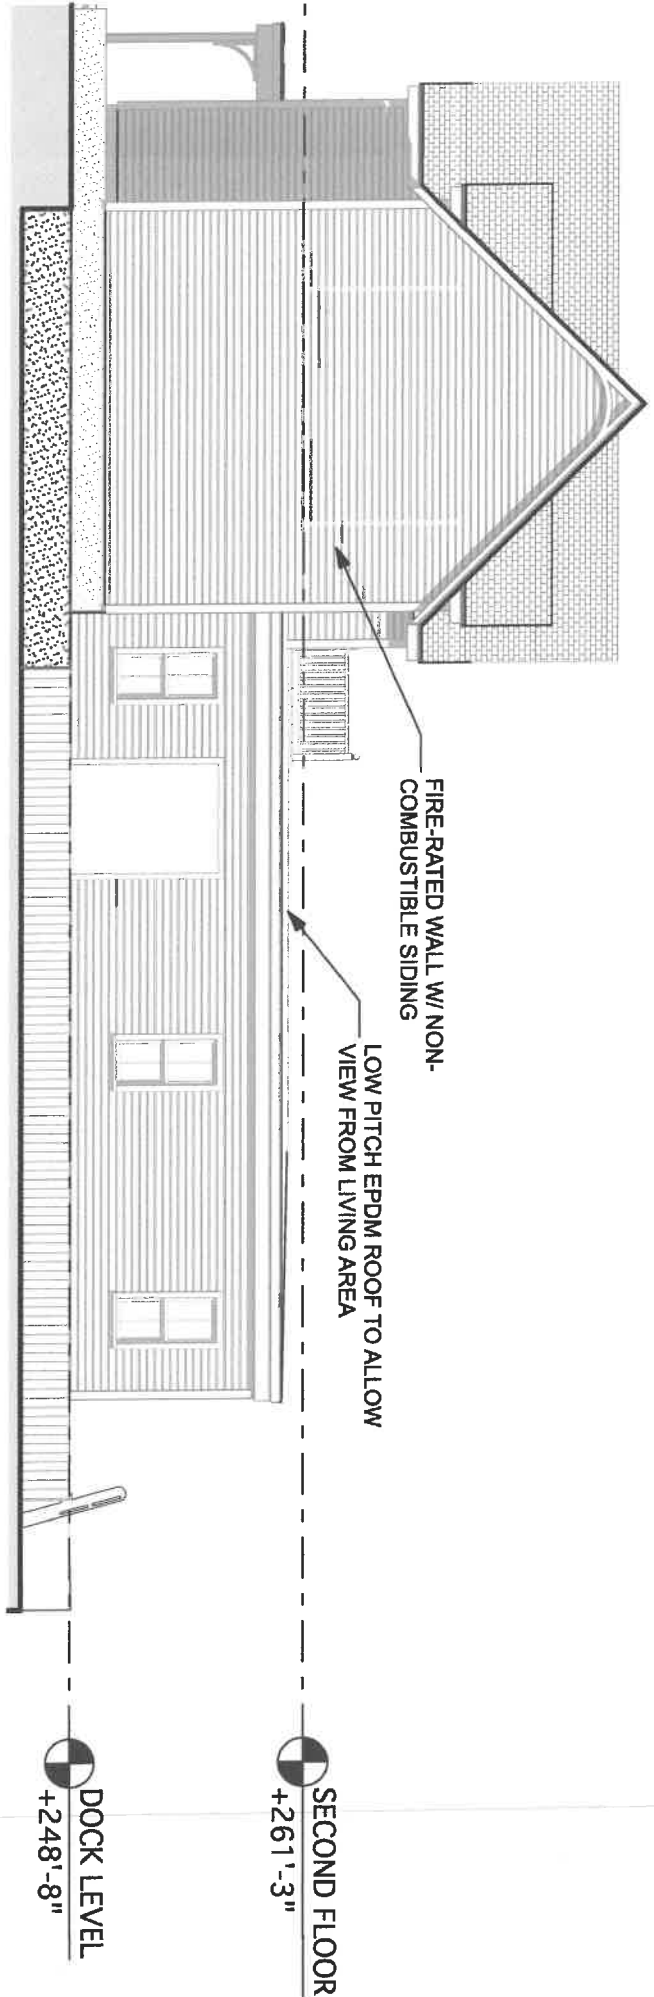 FIRE-RATED WALL W/ NON-
COMBUSTIBLE SIDING
LOW PITCH EPDM ROOF TO ALLOW
VIEW FROM LIVING AREA
SECOND FLOOR
+261'-3"
DOCK LEVEL
+248'-8"